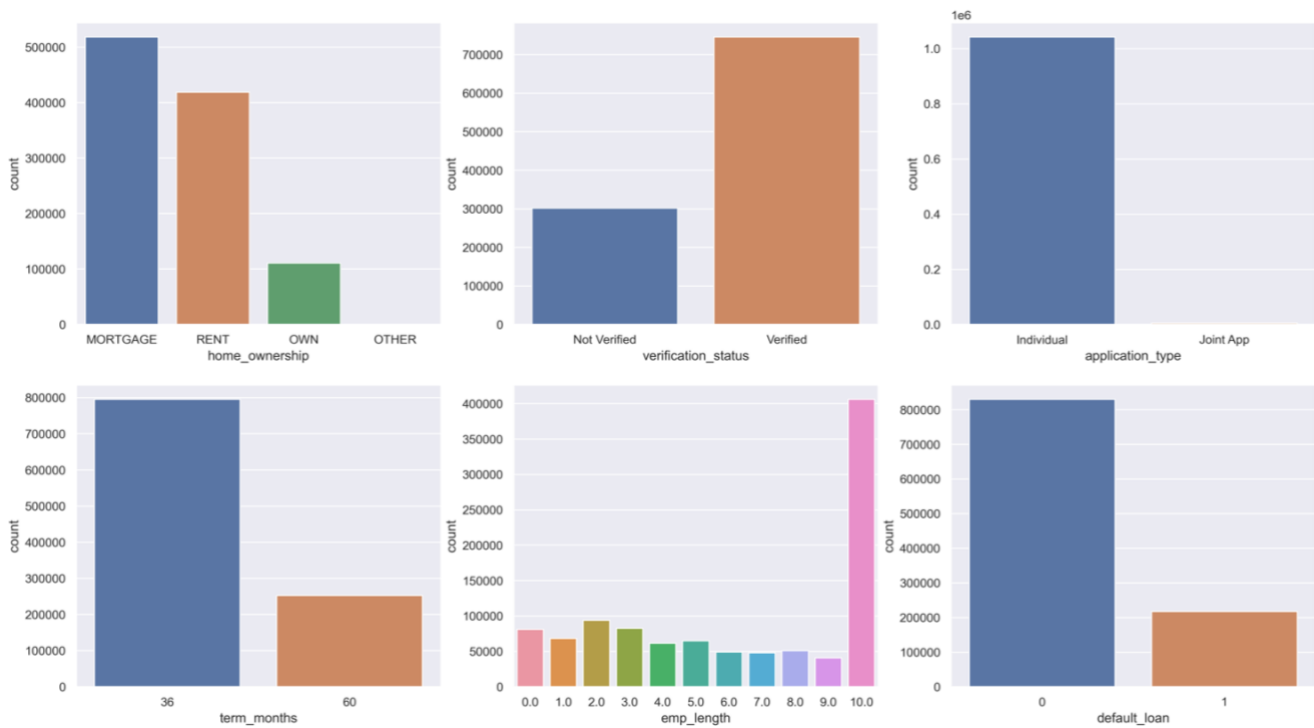 500000
400000
300000
200000
100000
0
count
MORTGAGE RENT OWN OTHER
home_ownership
700000
600000
500000
400000
300000
200000
100000
0
count
Not Verified Verified
verification_status
1e6
1.0
0.8
0.6
0.4
0.2
0.0
count
Individual Joint App
application_type
800000
700000
600000
500000
400000
300000
200000
100000
0
count
36 60
term_months
400000
350000
300000
250000
200000
150000
100000
50000
0
count
0.0 1.0 2.0 3.0 4.0 5.0 6.0 7.0 8.0 9.0 10.0
emp_length
800000
700000
600000
500000
400000
300000
200000
100000
0
count
0 1
default_loan